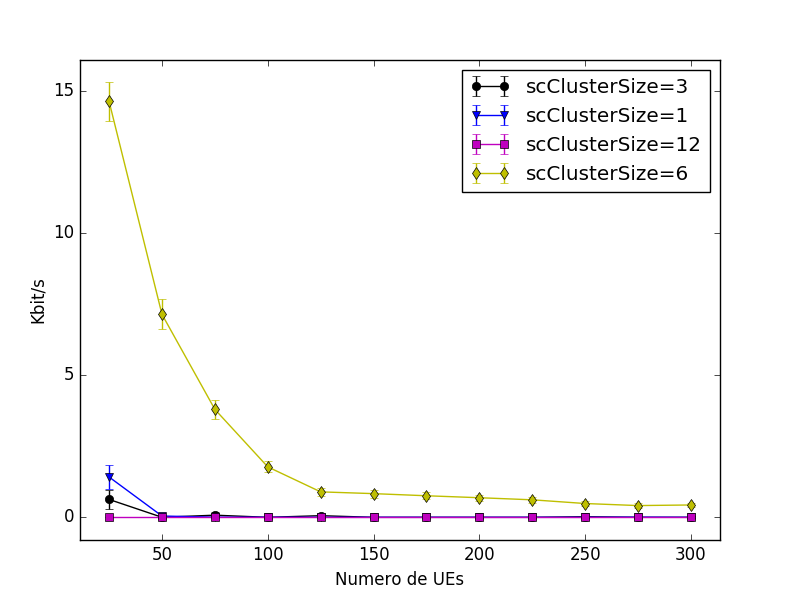 15
10
5
0
Kbit/s
scClusterSize=3
scClusterSize=1
scClusterSize=12
scClusterSize=6
50
100
150
200
250
300
Numero de UEs